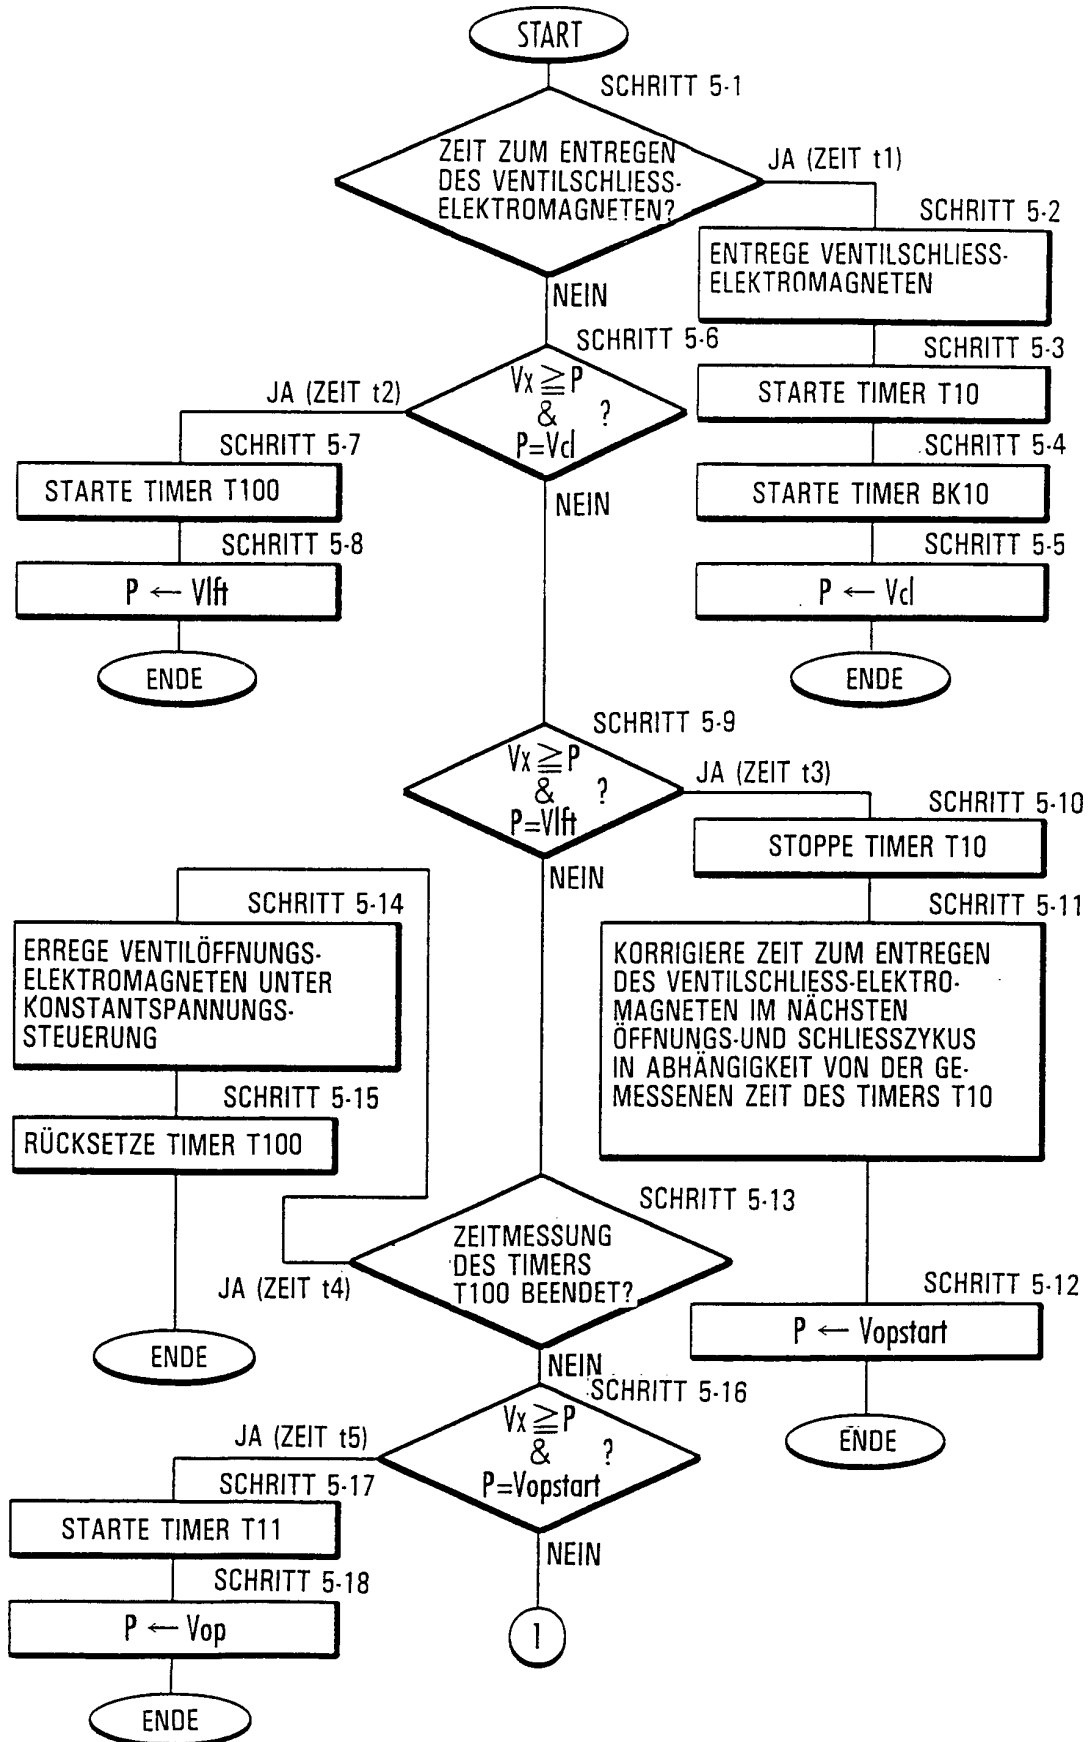 START
SCHRITT 5-1
ZEIT ZUM ENTREGEN
DES VENTILSCHLIESS-
ELEKTROMAGNETEN?
JA (ZEIT t1)
NEIN
SCHRITT 5-2
ENTREGE VENTILSCHLIESS-
ELEKTROMAGNETEN
SCHRITT 5-3
STARTE TIMER T10
SCHRITT 5-4
STARTE TIMER BK10
SCHRITT 5-5
P ← Vcl
ENDE
SCHRITT 5-6
Vx ≧ P
& ?
P=Vcl
JA (ZEIT t2)
NEIN
SCHRITT 5-7
STARTE TIMER T100
SCHRITT 5-8
P ← Vlft
ENDE
SCHRITT 5-9
Vx ≧ P
& ?
P=Vlft
JA (ZEIT t3)
NEIN
SCHRITT 5-10
STOPPE TIMER T10
SCHRITT 5-11
KORRIGIERE ZEIT ZUM ENTREGEN
DES VENTILSCHLIESS-ELEKTRO-
MAGNETEN IM NÄCHSTEN
ÖFFNUNGS-UND SCHLIESSZYKUS
IN ABHÄNGIGKEIT VON DER GE-
MESSENEN ZEIT DES TIMERS T10
SCHRITT 5-12
P ← Vopstart
ENDE
SCHRITT 5-13
ZEITMESSUNG
DES TIMERS
T100 BEENDET?
JA (ZEIT t4)
NEIN
SCHRITT 5-14
ERREGE VENTILÖFFNUNGS-
ELEKTROMAGNETEN UNTER
KONSTANTSPANNUNGS-
STEUERUNG
SCHRITT 5-15
RÜCKSETZE TIMER T100
ENDE
SCHRITT 5-16
Vx ≧ P
& ?
P=Vopstart
JA (ZEIT t5)
NEIN
SCHRITT 5-17
STARTE TIMER T11
SCHRITT 5-18
P ← Vop
ENDE
1